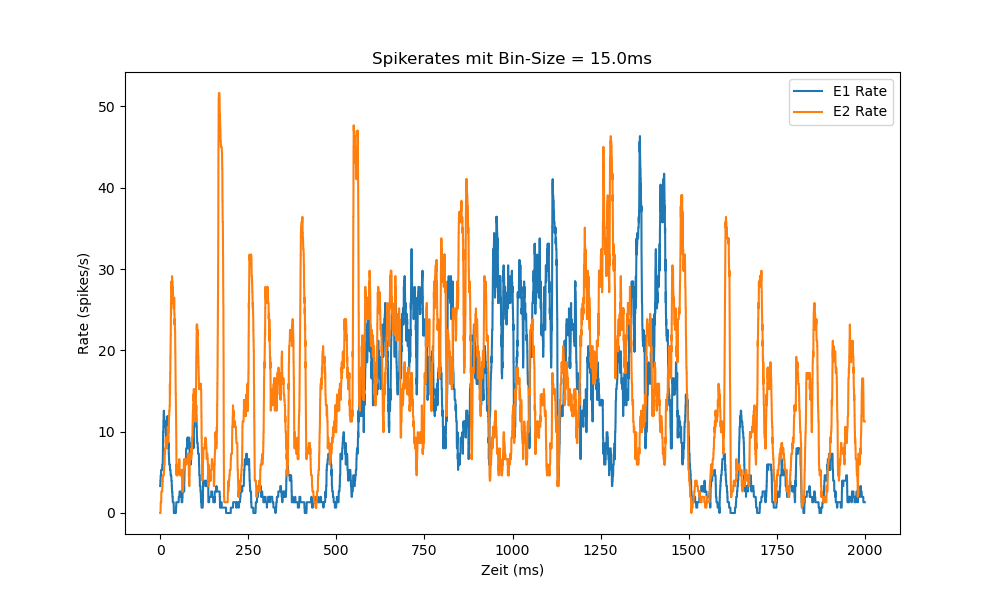 Spikerates mit Bin-Size = 15.0ms
E1 Rate
E2 Rate
Rate (spikes/s)
50
40
30
20
10
0
0 250 500 750 1000 1250 1500 1750 2000
Zeit (ms)